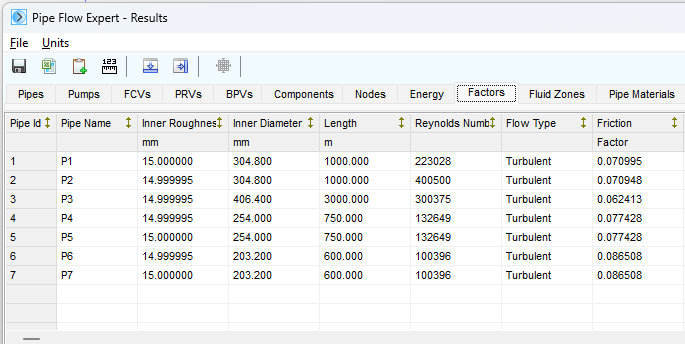 Pipe Flow Expert - Results
File Units
123
Pipes Pumps FCVs PRVs BPVs Components Nodes Energy Factors Fluid Zones Pipe Materials
Pipe Id Pipe Name Inner Roughnes Inner Diameter Length Reynolds Numb Flow Type Friction
mm mm m Factor
1 P1 15.000000 304.800 1000.000 223028 Turbulent 0.070995
2 P2 14.999995 304.800 1000.000 400500 Turbulent 0.070948
3 P3 14.999995 406.400 3000.000 300375 Turbulent 0.062413
4 P4 14.999995 254.000 750.000 132649 Turbulent 0.077428
5 P5 15.000000 254.000 750.000 132649 Turbulent 0.077428
6 P6 14.999995 203.200 600.000 100396 Turbulent 0.086508
7 P7 15.000000 203.200 600.000 100396 Turbulent 0.086508